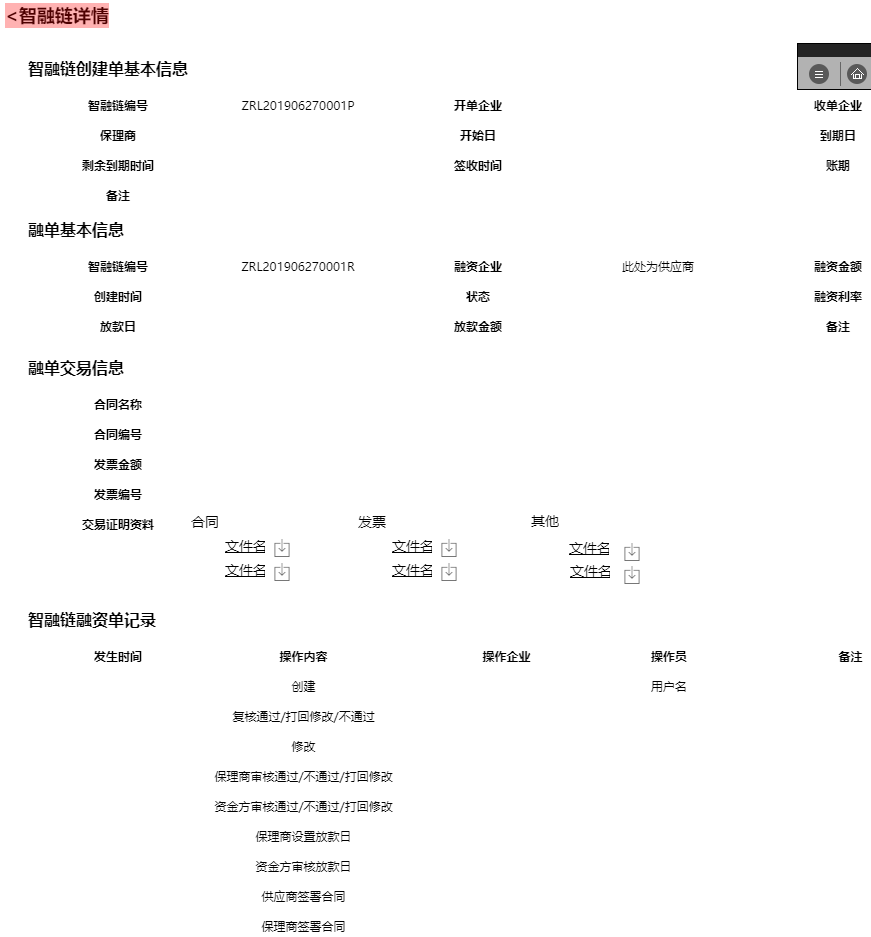 <智融链详情
智融链创建单基本信息
智融链编号 ZRL201906270001P 开单企业 收单企业
保理商 开始日 到期日
剩余到期时间 签收时间 账期
备注
融单基本信息
智融链编号 ZRL201906270001R 融资企业 此处为供应商 融资金额
创建时间 状态 融资利率
放款日 放款金额 备注
融单交易信息
合同名称
合同编号
发票金额
发票编号
交易证明资料 合同 发票 其他
文件名 文件名 文件名
文件名 文件名 文件名
智融链融资单记录
发生时间 操作内容 操作企业 操作员 备注
创建 用户名
复核通过/打回修改/不通过
修改
保理商审核通过/不通过/打回修改
资金方审核通过/不通过/打回修改
保理商设置放款日
资金方审核放款日
供应商签署合同
保理商签署合同